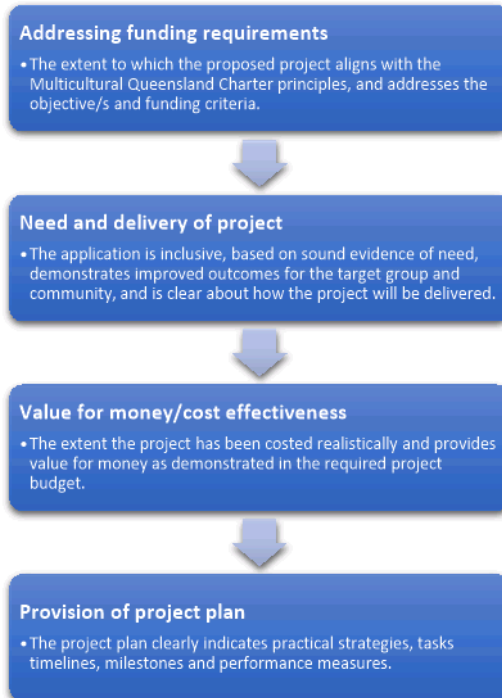 Addressing funding requirements
•The extent to which the proposed project aligns with the
Multicultural Queensland Charter principles, and addresses the
objective/s and funding criteria.
Need and delivery of project
•The application is inclusive, based on sound evidence of need,
demonstrates improved outcomes for the target group and
community, and is clear about how the project will be delivered.
Value for money/cost effectiveness
•The extent the project has been costed realistically and provides
value for money as demonstrated in the required project
budget.
Provision of project plan
•The project plan clearly indicates practical strategies, tasks
timelines, milestones and performance measures.